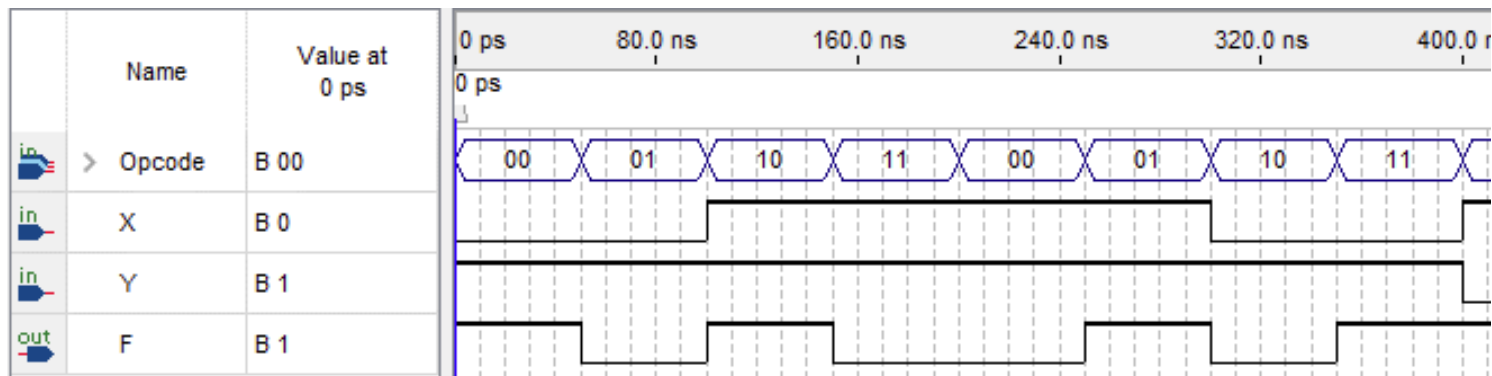 Name Value at 0 ps 0 ps 80.0 ns 160.0 ns 240.0 ns 320.0 ns 400.0 n
0 ps
in Opcode B 00 00 01 10 11 00 01 10 11
in X B 0
in Y B 1
out F B 1